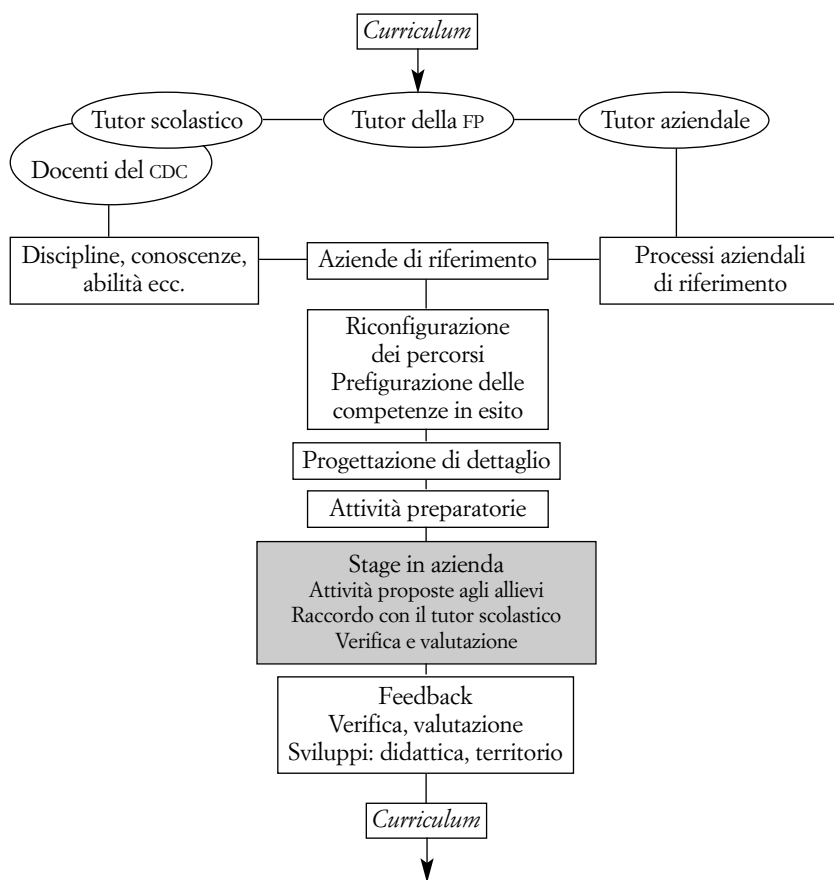 Curriculum
Tutor scolastico
Tutor della FP
Tutor aziendale
Docenti del CDC
Discipline, conoscenze,
abilità ecc.
Aziende di riferimento
Processi aziendali
di riferimento
Riconfigurazione
dei percorsi
Prefigurazione delle
competenze in esito
Progettazione di dettaglio
Attività preparatorie
Stage in azienda
Attività proposte agli allievi
Raccordo con il tutor scolastico
Verifica e valutazione
Feedback
Verifica, valutazione
Sviluppi: didattica, territorio
Curriculum